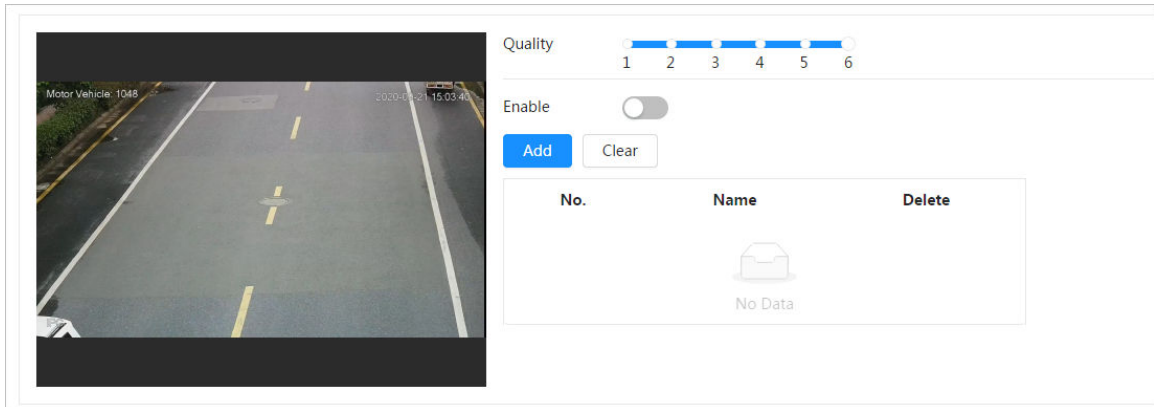 Motor Vehicle: 1048
Quality
1 2 3 4 5 6
Enable
Add Clear
No. Name Delete
No Data